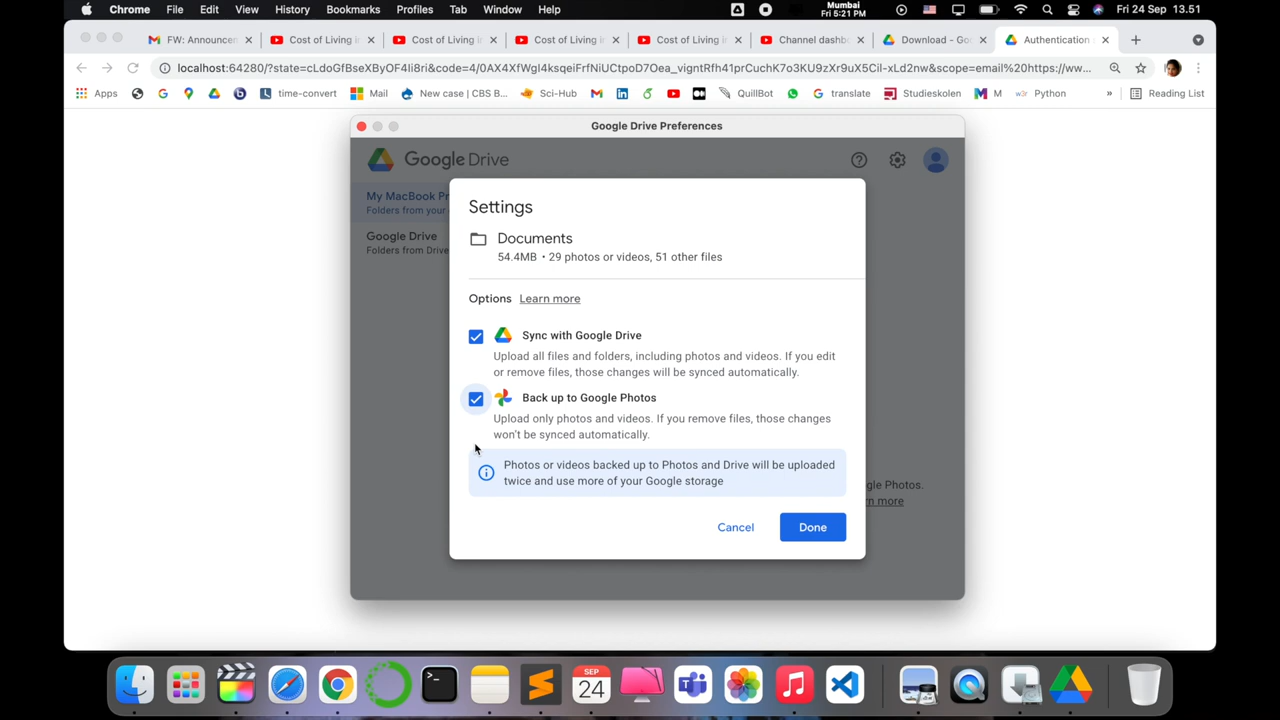 Chrome File Edit View History Bookmarks Profiles Tab Window Help
Mumbai
Fri 5:21 PM
Fri 24 Sep 13.51
FW: Announcen
Cost of Living i
Cost of Living i
Cost of Living i
Cost of Living i
Channel dashb
Download – Goo
Authentication
localhost:64280/?state=cLdoGfBseXByOF4li8ri&code=4/0AX4XfWgI4ksqeiFrfNiUCtpoD7Oea_vigntRfh41prCuchK7o3KU9zXr9uX5Cil-xLd2nw&scope=email%20https://ww...
Apps time-convert Mail New case | CBS B... Sci-Hub QuillBot translate Studieskolen M Python » Reading List
Google Drive Preferences
Google Drive
My MacBook Pr
Folders from your
Google Drive
Folders from Drive
Settings
Documents
54.4MB • 29 photos or videos, 51 other files
Options Learn more
Sync with Google Drive
Upload all files and folders, including photos and videos. If you edit
or remove files, those changes will be synced automatically.
Back up to Google Photos
Upload only photos and videos. If you remove files, those changes
won't be synced automatically.
Photos or videos backed up to Photos and Drive will be uploaded
twice and use more of your Google storage
gle Photos.
rn more
Cancel Done
SEP
24